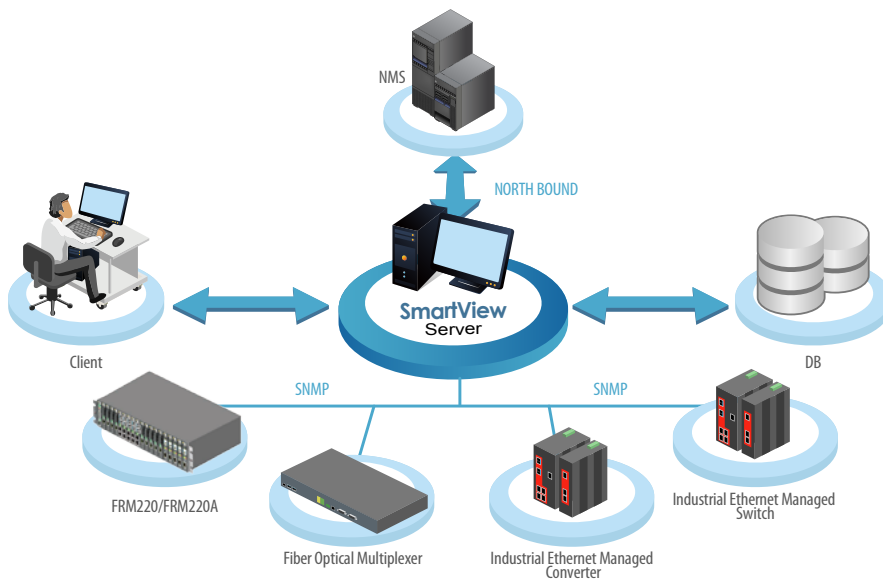 NMS
NORTH BOUND
SmartView
Server
Client
DB
SNMP
SNMP
FRM220/FRM220A
Fiber Optical Multiplexer
Industrial Ethernet Managed
Converter
Industrial Ethernet Managed
Switch